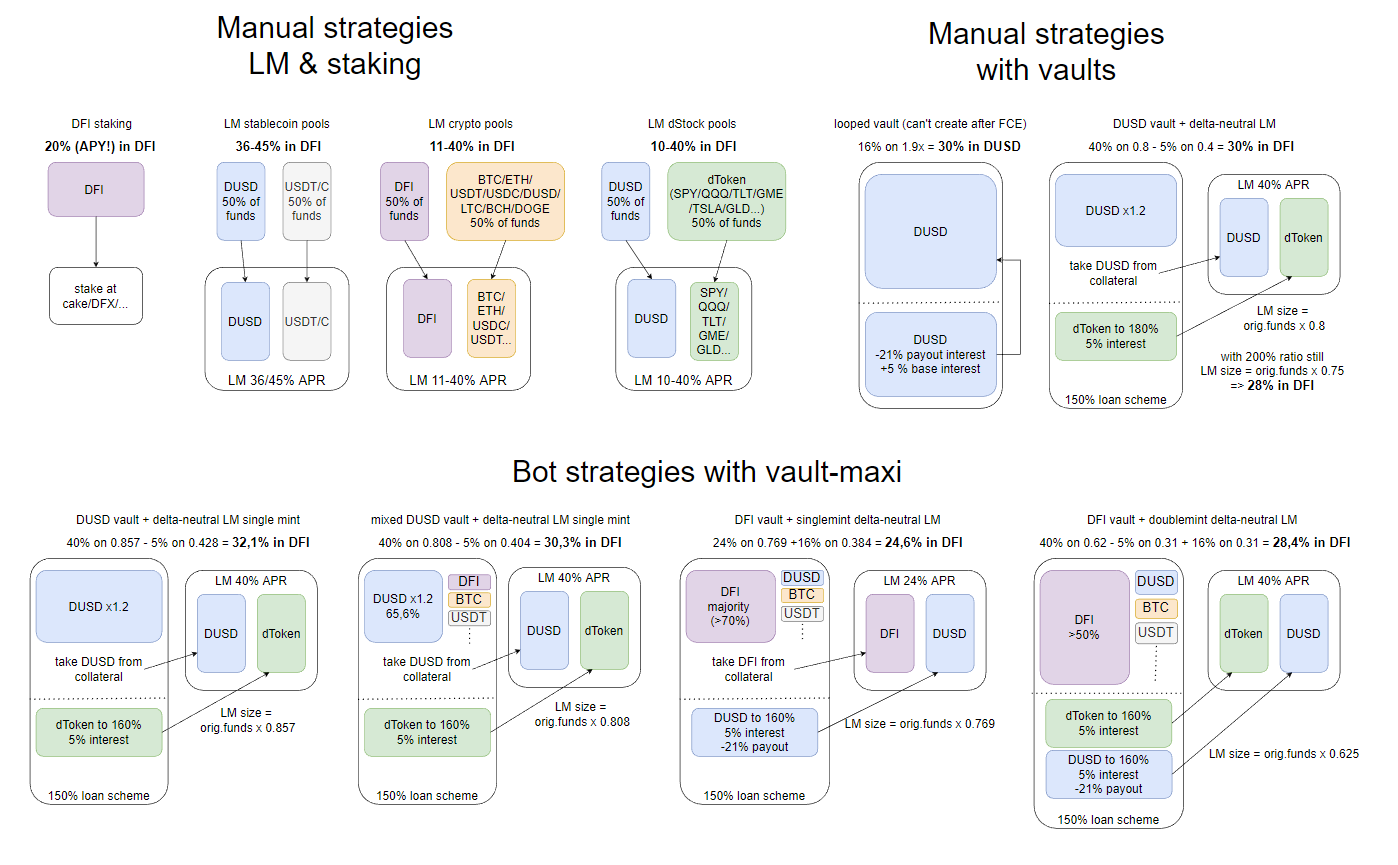 Manual strategies
LM & staking
Manual strategies
with vaults
DFI staking
20% (APY!) in DFI
DFI
stake at
cake/DFX/...
LM stablecoin pools
36-45% in DFI
DUSD
50% of
funds
USDT/C
50% of
funds
DUSD
USDT/C
LM 36/45% APR
LM crypto pools
11-40% in DFI
DFI
50% of
funds
BTC/ETH/
USDT/USDC/DUSD/
LTC/BCH/DOGE
50% of funds
DFI
BTC/
ETH/
USDC/
USDT...
LM 11-40% APR
LM dStock pools
10-40% in DFI
DUSD
50% of
funds
dToken
(SPY/QQQ/TLT/GME
/TSLA/GLD...)
50% of funds
DUSD
SPY/
QQQ/
TLT/
GME/
GLD...
LM 10-40% APR
looped vault (can't create after FCE)
16% on 1.9x = 30% in DUSD
DUSD
DUSD
-21% payout interest
+5 % base interest
DUSD vault + delta-neutral LM
40% on 0.8 - 5% on 0.4 = 30% in DFI
DUSD x1.2
take DUSD from
collateral
dToken to 180%
5% interest
150% loan scheme
LM 40% APR
DUSD
dToken
LM size =
orig.funds x 0.8
with 200% ratio still
LM size = orig.funds x 0.75
=> 28% in DFI
Bot strategies with vault-maxi
DUSD vault + delta-neutral LM single mint
40% on 0.857 - 5% on 0.428 = 32,1% in DFI
DUSD x1.2
take DUSD from
collateral
dToken to 160%
5% interest
150% loan scheme
LM 40% APR
DUSD
dToken
LM size =
orig.funds x 0.857
mixed DUSD vault + delta-neutral LM single mint
40% on 0.808 - 5% on 0.404 = 30,3% in DFI
DUSD x1.2
65,6%
DFI
BTC
USDT
take DUSD from
collateral
dToken to 160%
5% interest
150% loan scheme
LM 40% APR
DUSD
dToken
LM size =
orig.funds x 0.808
DFI vault + singlemint delta-neutral LM
24% on 0.769 +16% on 0.384 = 24,6% in DFI
DFI
majority
(>70%)
DUSD
BTC
USDT
take DFI from
collateral
DUSD to 160%
5% interest
-21% payout
150% loan scheme
LM 24% APR
DFI
DUSD
LM size = orig.funds x 0.769
DFI vault + doublemint delta-neutral LM
40% on 0.62 - 5% on 0.31 + 16% on 0.31 = 28,4% in DFI
DFI
>50%
DUSD
BTC
USDT
dToken to 160%
5% interest
DUSD to 160%
5% interest
-21% payout
150% loan scheme
LM 40% APR
dToken
DUSD
LM size = orig.funds x 0.625